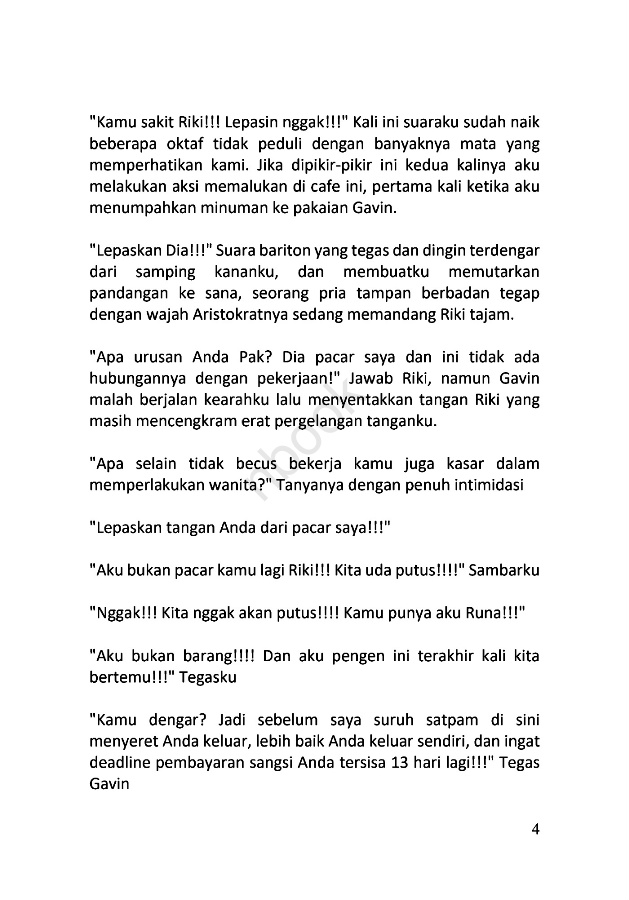 "Kamu sakit Riki!!! Lepasin nggak!!!" Kali ini suaraku sudah naik
beberapa oktaf tidak peduli dengan banyaknya mata yang
memperhatikan kami. Jika dipikir-pikir ini kedua kalinya aku
melakukan aksi memalukan di cafe ini, pertama kali ketika aku
menumpahkan minuman ke pakaian Gavin.
"Lepaskan Dia!!!" Suara bariton yang tegas dan dingin terdengar
dari samping kananku, dan membuatku memutarkan
pandangan ke sana, seorang pria tampan berbadan tegap
dengan wajah Aristokratnya sedang memandang Riki tajam.
"Apa urusan Anda Pak? Dia pacar saya dan ini tidak ada
hubungannya dengan pekerjaan!" Jawab Riki, namun Gavin
malah berjalan kearahku lalu menyentakkan tangan Riki yang
masih mencengkram erat pergelangan tanganku.
"Apa selain tidak becus bekerja kamu juga kasar dalam
memperlakukan wanita?" Tanyanya dengan penuh intimidasi
"Lepaskan tangan Anda dari pacar saya!!!"
"Aku bukan pacar kamu lagi Riki!!! Kita uda putus!!!!" Sambarku
"Nggak!!! Kita nggak akan putus!!!! Kamu punya aku Runa!!!"
"Aku bukan barang!!!! Dan aku pengen ini terakhir kali kita
bertemu!!!" Tegasku
"Kamu dengar? Jadi sebelum saya suruh satpam di sini
menyeret Anda keluar, lebih baik Anda keluar sendiri, dan ingat
deadline pembayaran sangsi Anda tersisa 13 hari lagi!!!" Tegas
Gavin
4